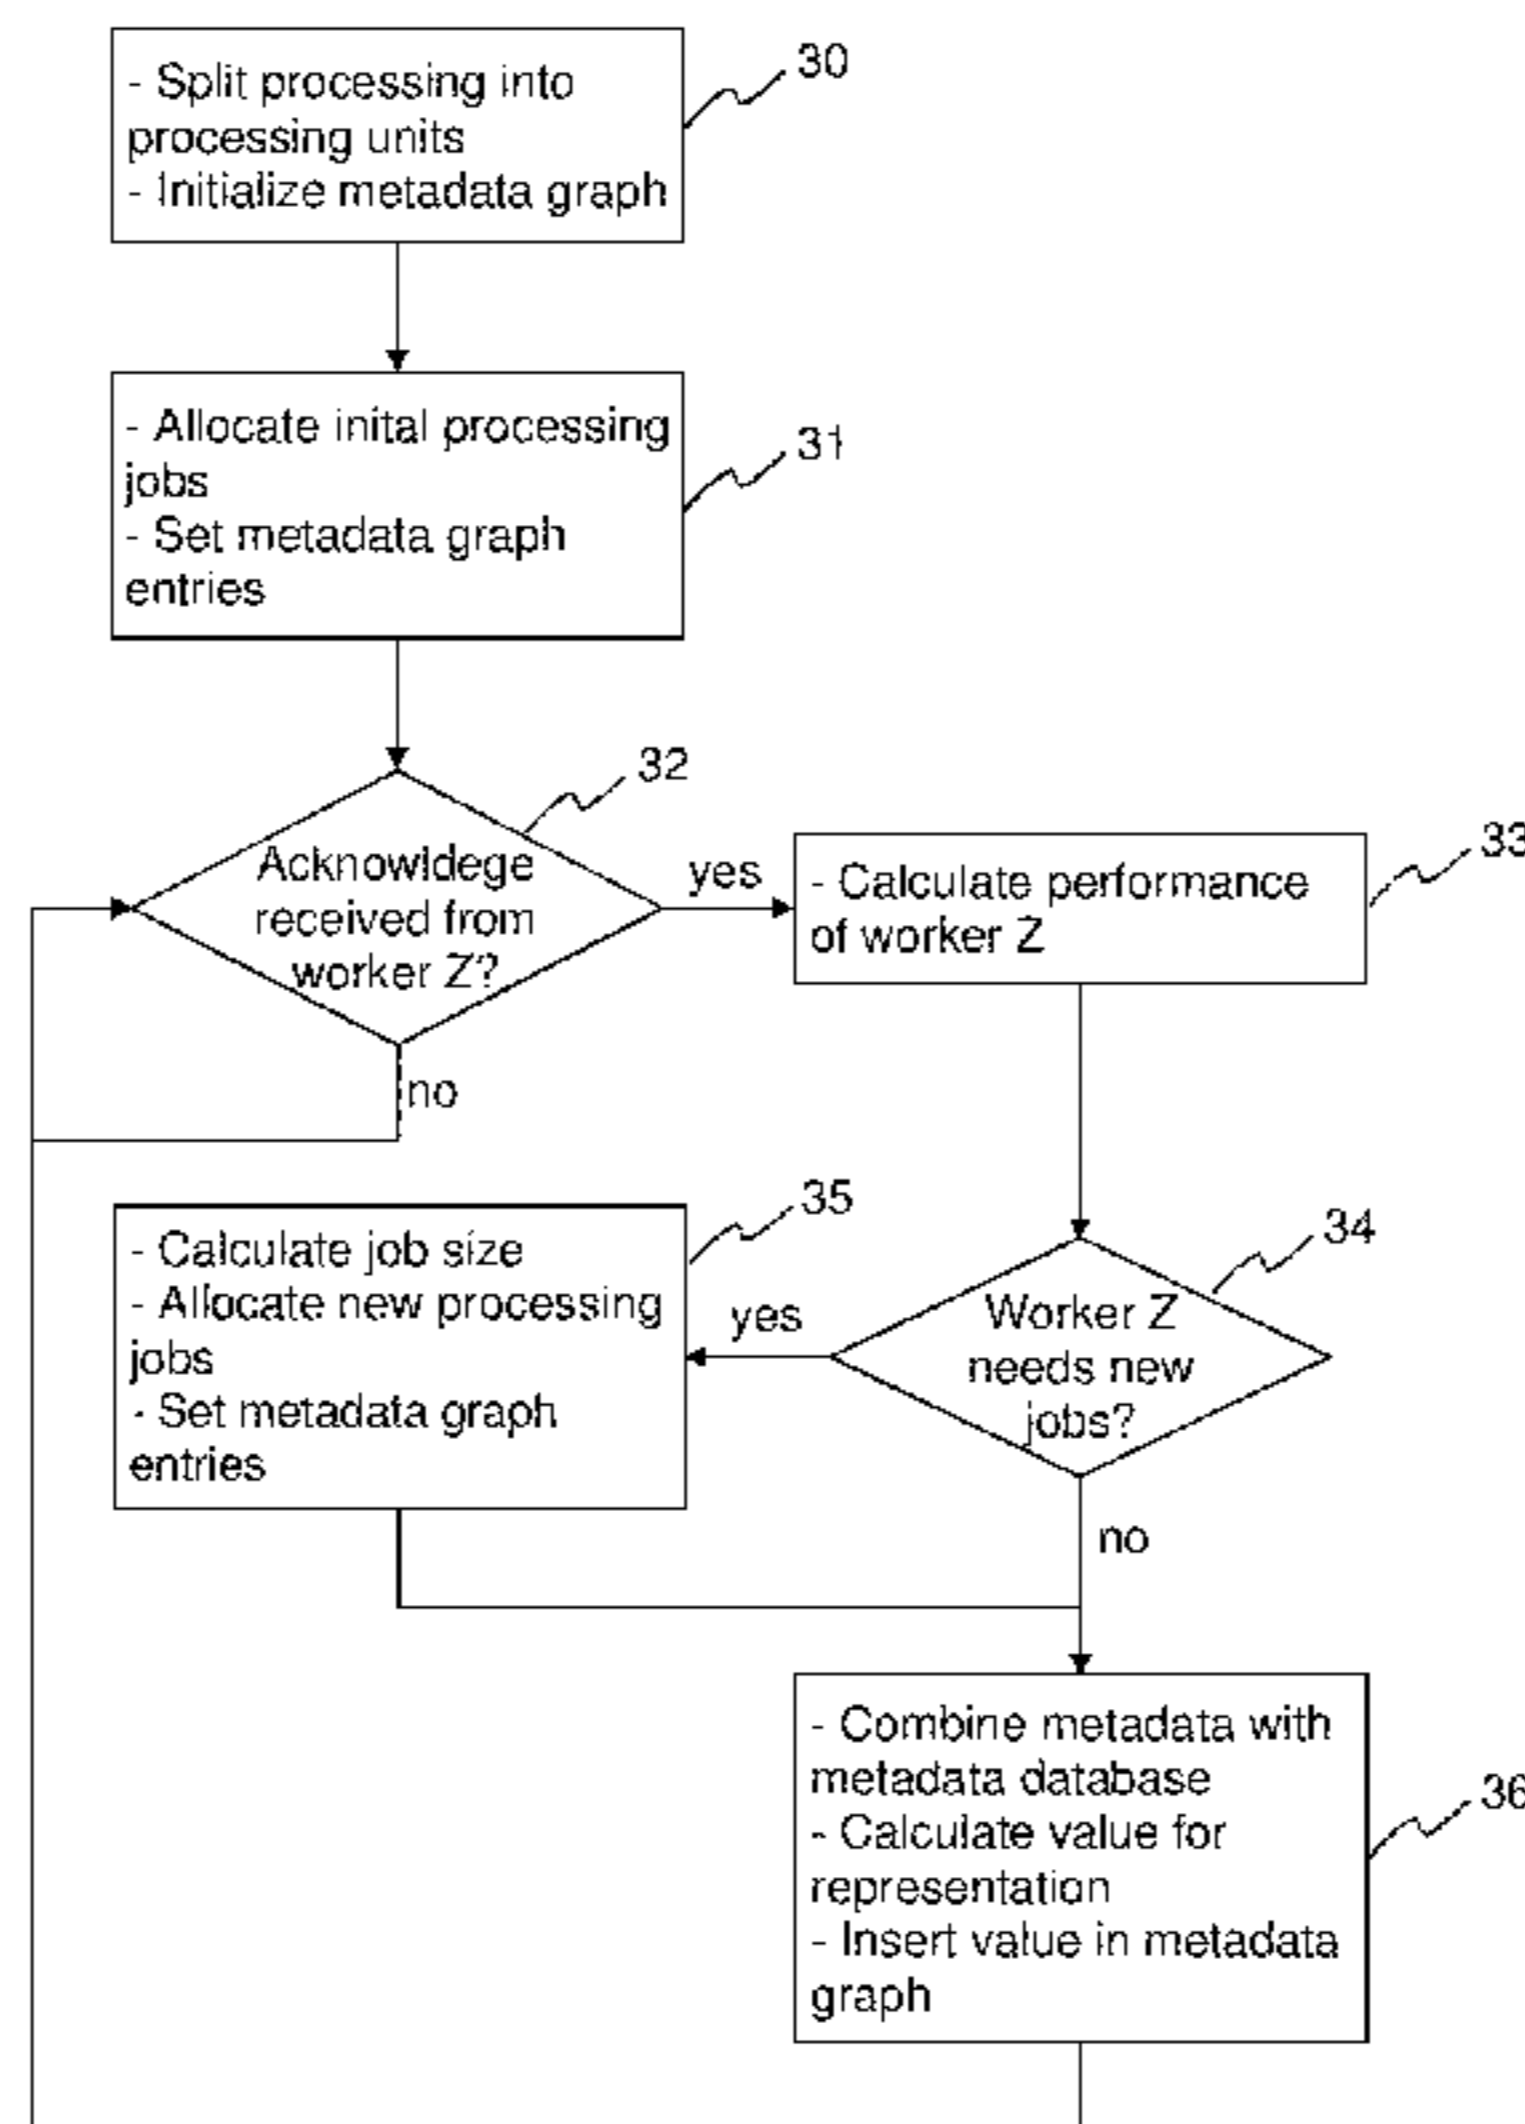 - Split processing into
processing units
- Initialize metadata graph
30
- Allocate inital processing
jobs
- Set metadata graph
entries
31
32
Acknowldege
received from
worker Z?
yes
no
- Calculate performance
of worker Z
33
34
Worker Z
needs new
jobs?
yes
no
35
- Calculate job size
- Allocate new processing
jobs
- Set metadata graph
entries
- Combine metadata with
metadata database
- Calculate value for
representation
- Insert value in metadata
graph
36